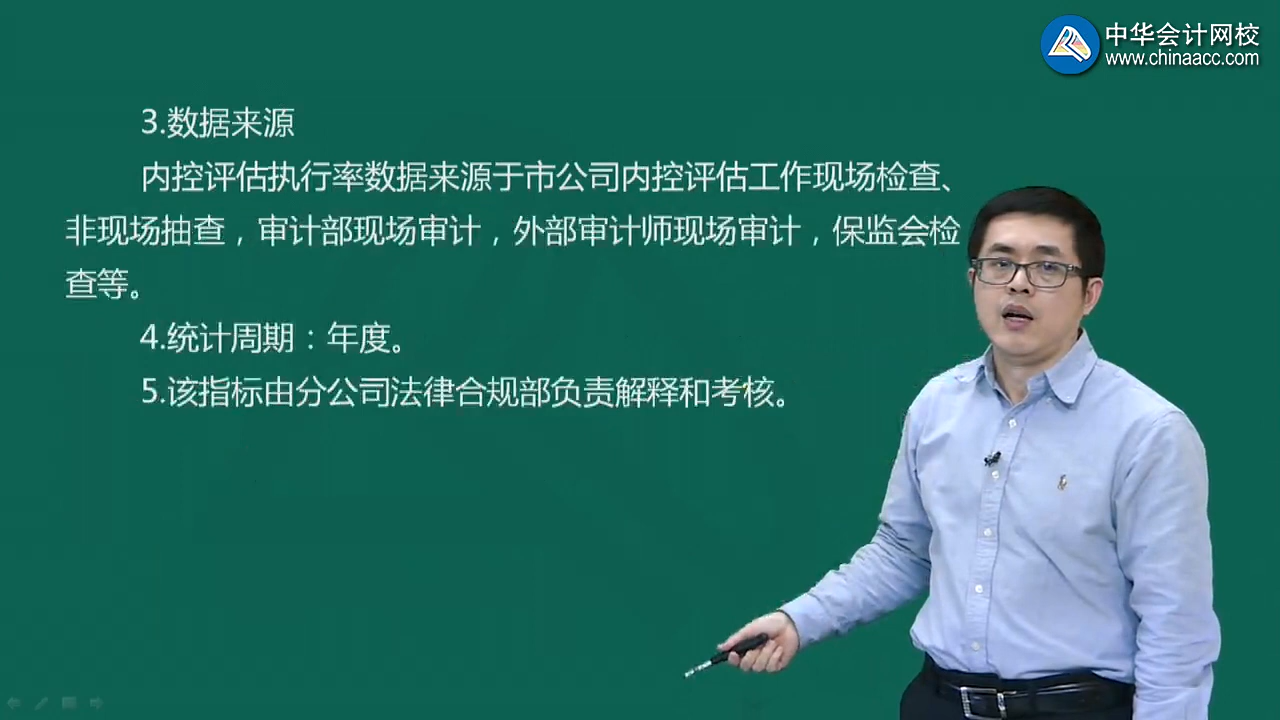 中华会计网校
www.chinaacc.com
3.数据来源
内控评估执行率数据来源于市公司内控评估工作现场检查、
非现场抽查，审计部现场审计，外部审计师现场审计，保监会检
查等。
4.统计周期：年度。
5.该指标由分公司法律合规部负责解释和考核。